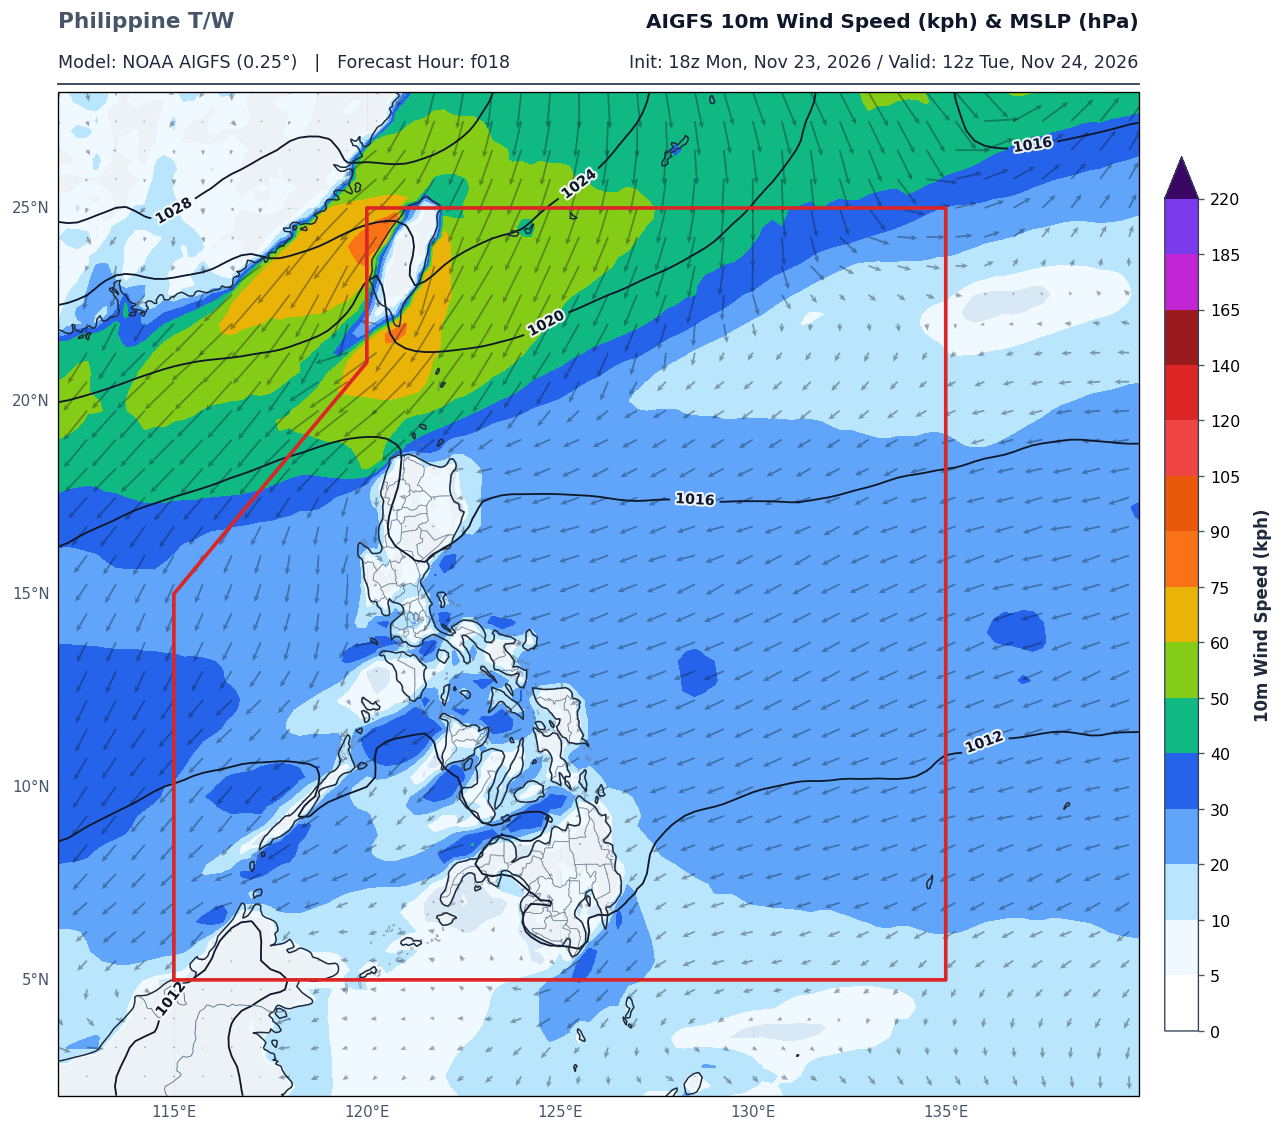 Philippine T/W
AIGFS 10m Wind Speed (kph) & MSLP (hPa)
Model: NOAA AIGFS (0.25°)   |   Forecast Hour: f018
Init: 18z Mon, Nov 23, 2026 / Valid: 12z Tue, Nov 24, 2026
1016
1028
1024
1020
1016
1012
1012
25°N
20°N
15°N
10°N
5°N
115°E
120°E
125°E
130°E
135°E
220
185
165
140
120
105
90
75
60
50
40
30
20
10
5
0
10m Wind Speed (kph)